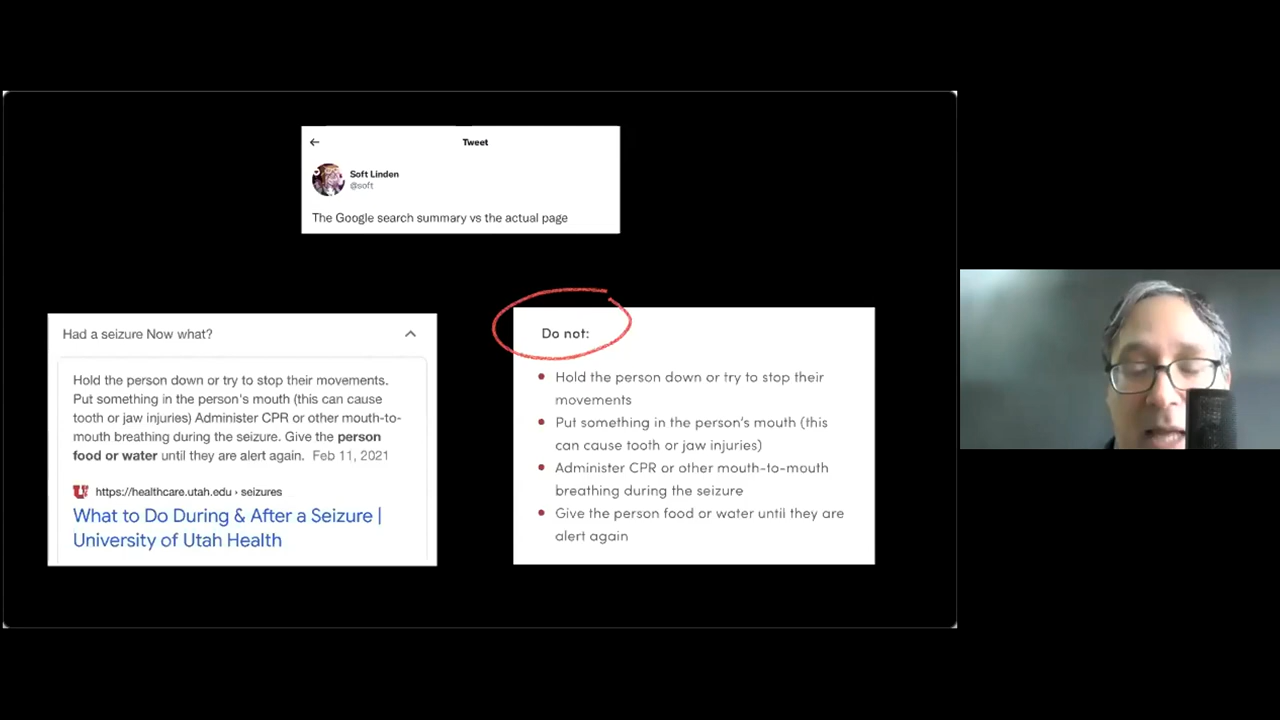 Tweet
Soft Linden
@soft
The Google search summary vs the actual page
Had a seizure Now what?
Hold the person down or try to stop their movements.
Put something in the person's mouth (this can cause
tooth or jaw injuries) Administer CPR or other mouth-to-
mouth breathing during the seizure. Give the person
food or water until they are alert again. Feb 11, 2021
https://healthcare.utah.edu › seizures
What to Do During & After a Seizure |
University of Utah Health
Do not:
• Hold the person down or try to stop their
movements
• Put something in the person's mouth (this
can cause tooth or jaw injuries)
• Administer CPR or other mouth-to-mouth
breathing during the seizure
• Give the person food or water until they are
alert again